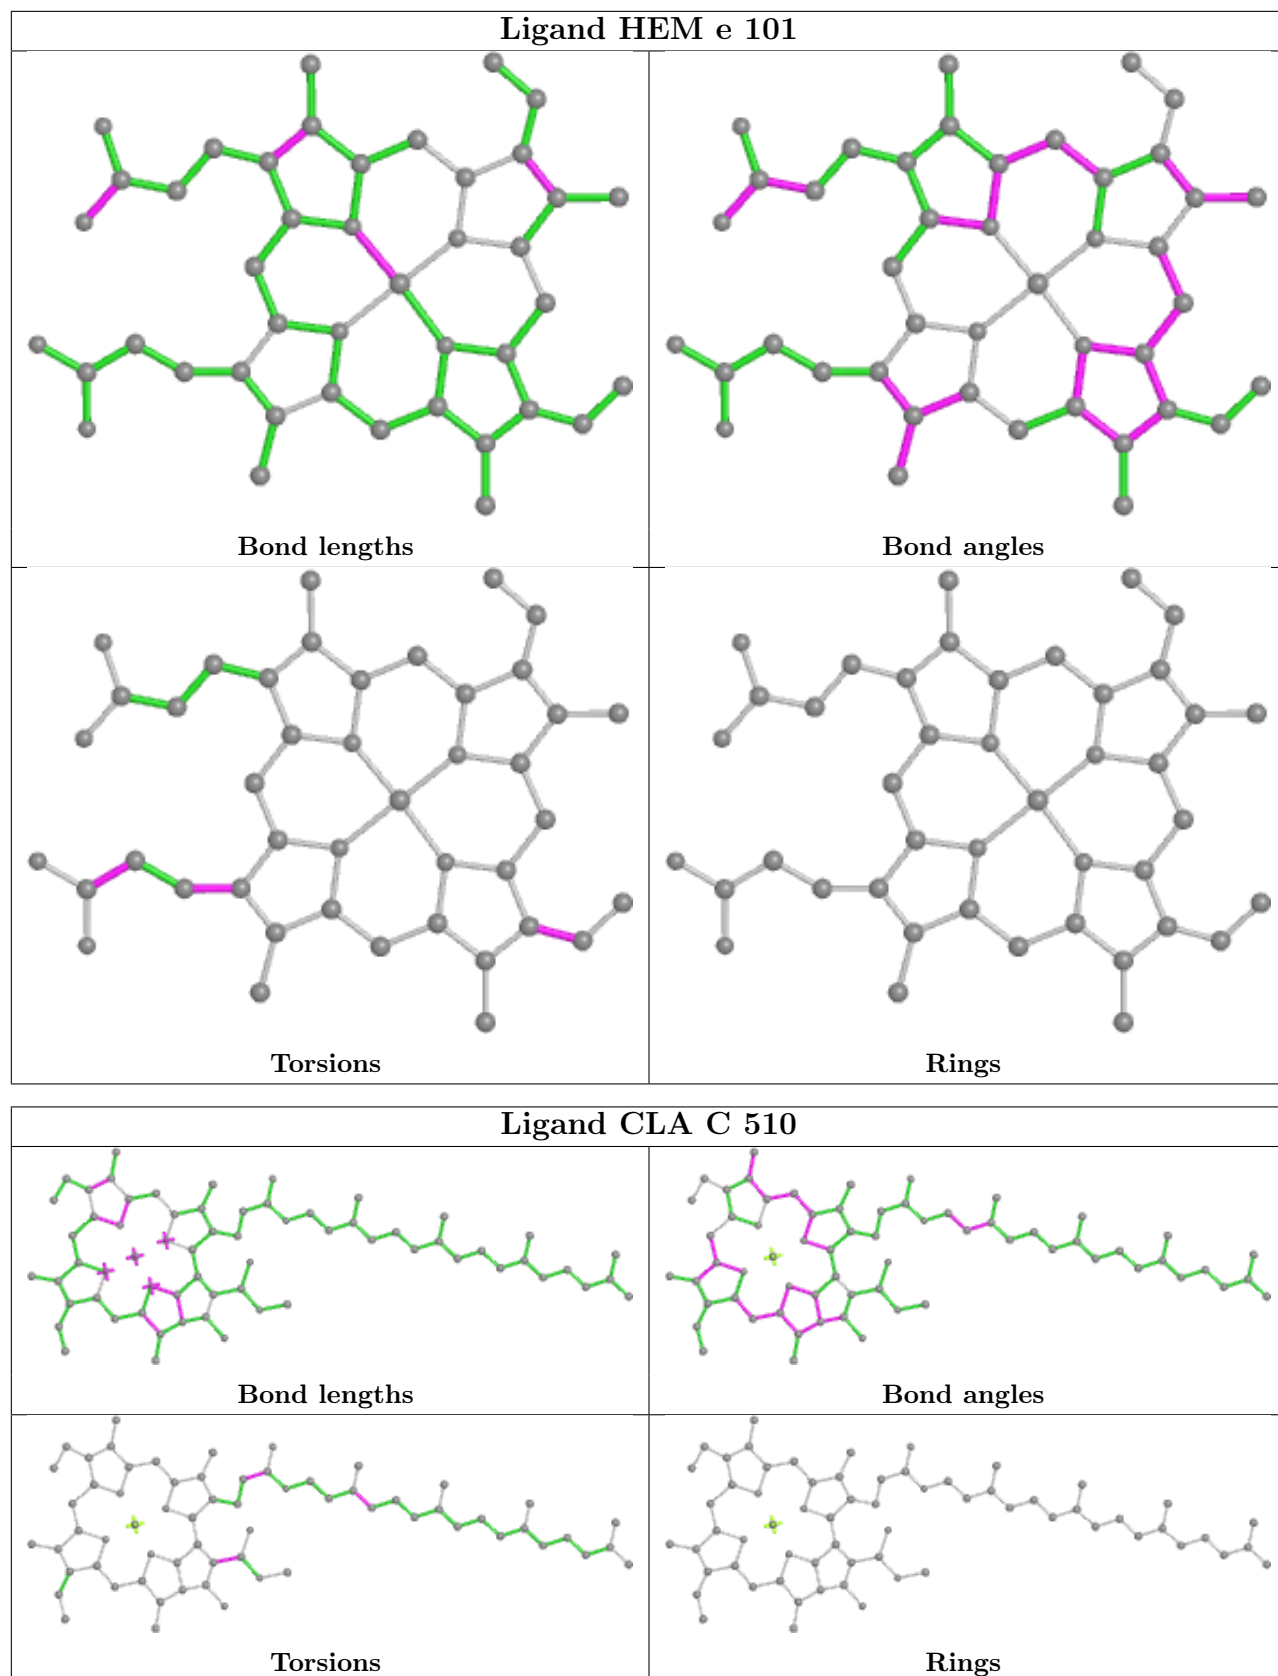 Ligand HEM e 101
Bond lengths
Bond angles
Torsions
Rings
Ligand CLA C 510
Bond lengths
Bond angles
Torsions
Rings